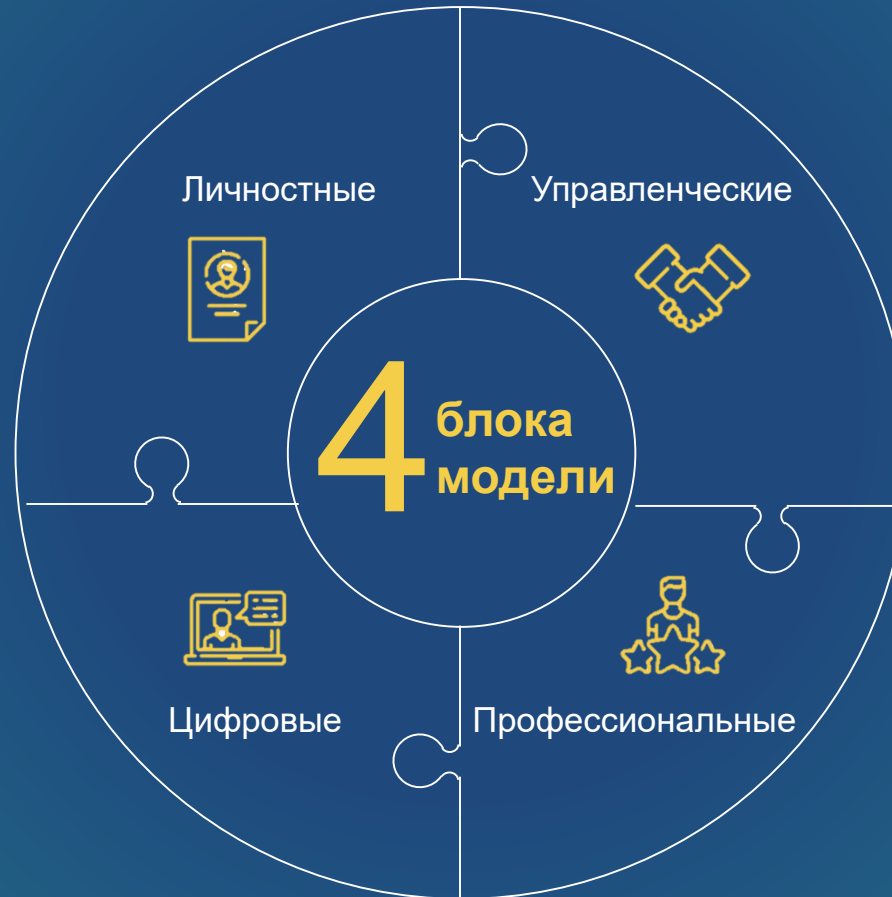 Личностные
Управленческие
4
блока
модели
Цифровые
Профессиональные